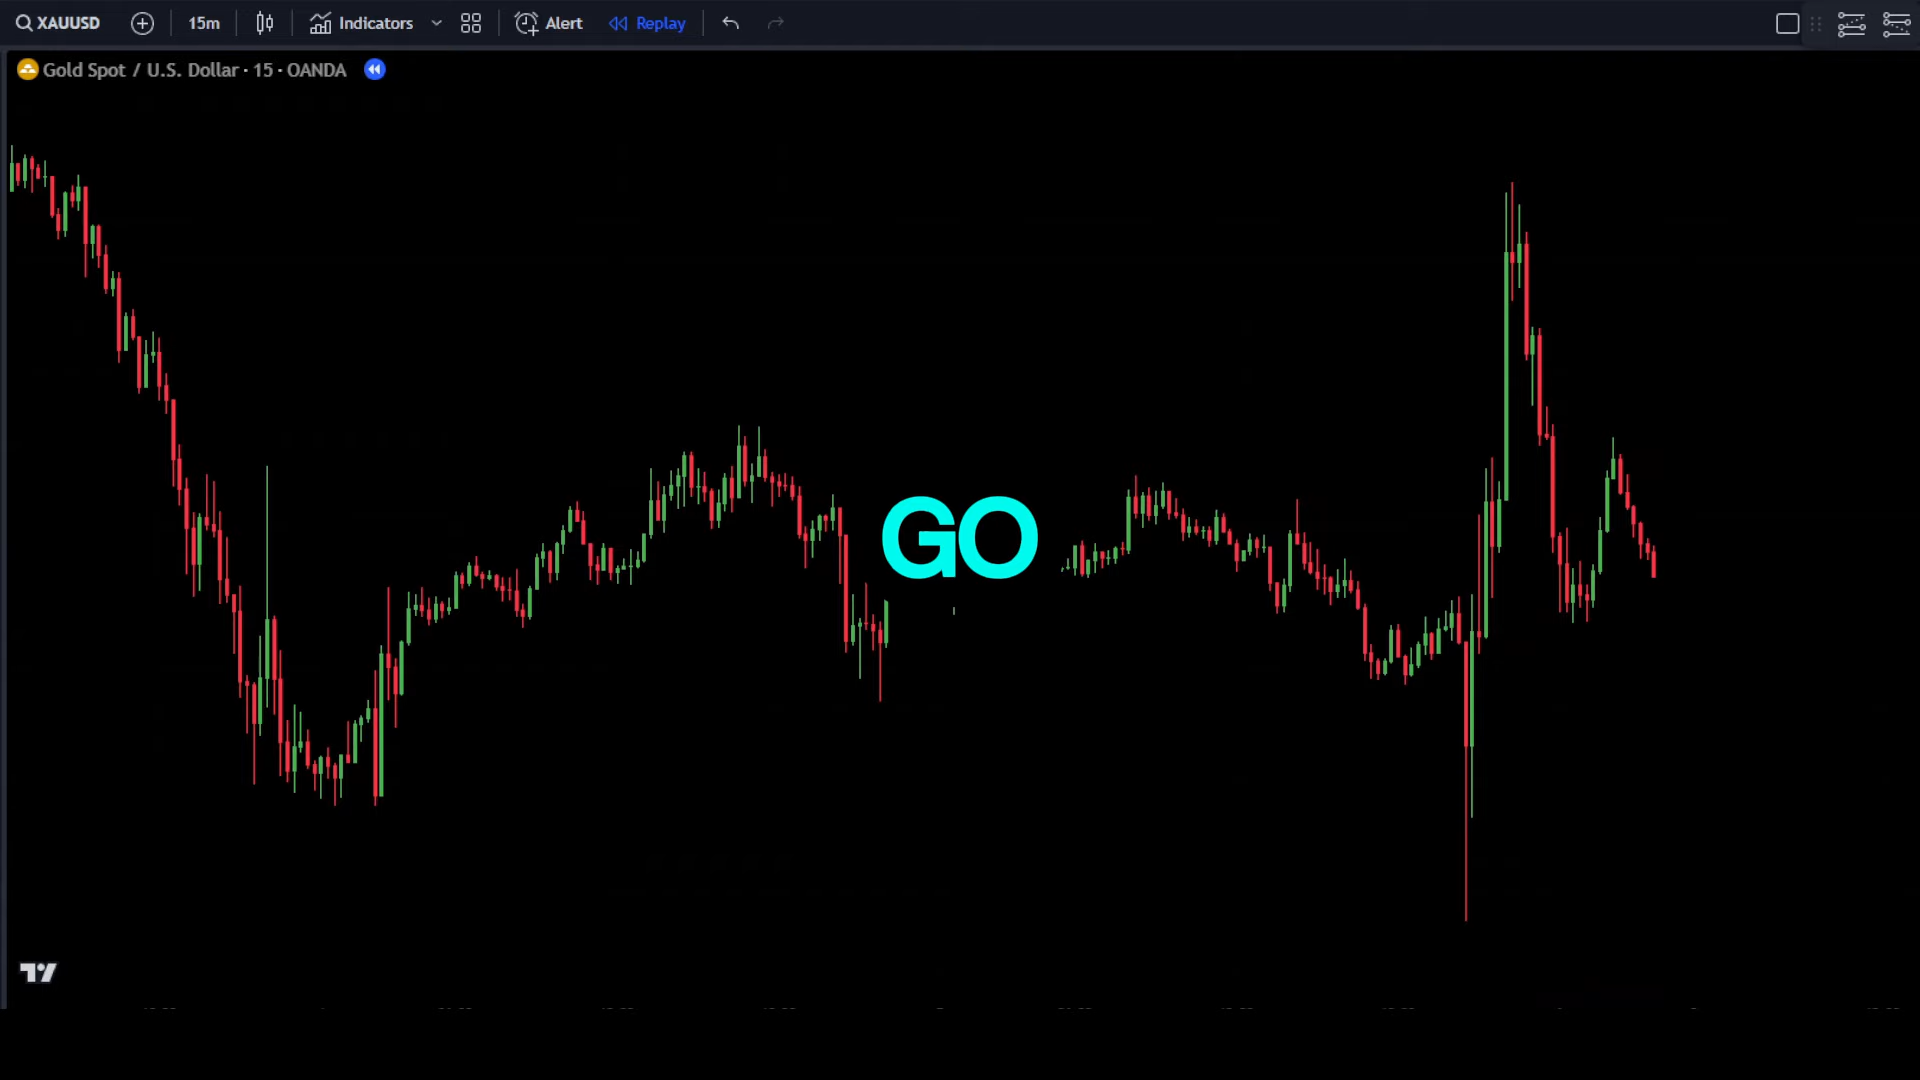 XAUUSD 15m Indicators Alert Replay
Gold Spot / U.S. Dollar · 15 · OANDA
GO